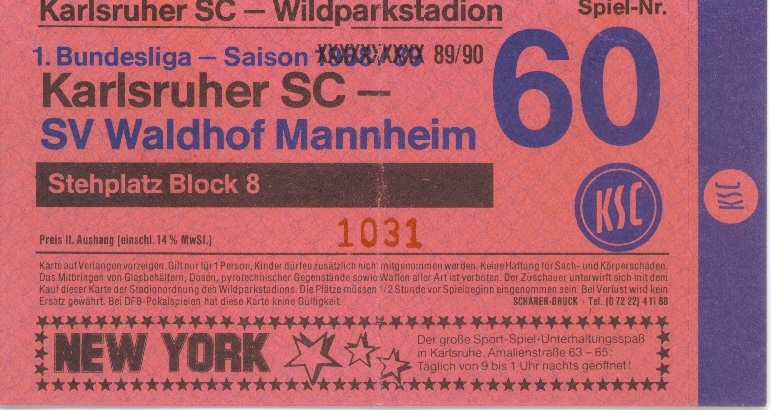 Karlsruher SC – Wildparkstadion
Spiel-Nr.
1. Bundesliga – Saison 1988/89 89/90
60
Karlsruher SC –
SV Waldhof Mannheim
Stehplatz Block 8
KSC
KSC
1031
Preis lt. Aushang (einschl. 14 % MwSt.)
Karte auf Verlangen vorzeigen. Gilt nur für 1 Person, Kinder dürfen zusätzlich nicht mitgenommen werden. Keine Haftung für Sach- und Körperschäden.
Das Mitbringen von Glasbehältern, Dosen, pyrotechnischer Gegenstände sowie Waffen aller Art ist verboten. Der Zuschauer unterwirft sich mit dem
Kauf dieser Karte der Stadionordnung des Wildparkstadions. Die Plätze müssen 1/2 Stunde vor Spielbeginn eingenommen sein. Bei Verlust wird kein
Ersatz gewährt. Bei DFB-Pokalspielen hat diese Karte keine Gültigkeit.
SCHARER-DRUCK · Tel. (0 72 22) 4 11 88
NEW YORK
Der große Sport-Spiel-Unterhaltungsspaß
in Karlsruhe. Amalienstraße 63 – 65:
Täglich von 9 bis 1 Uhr nachts geöffnet!